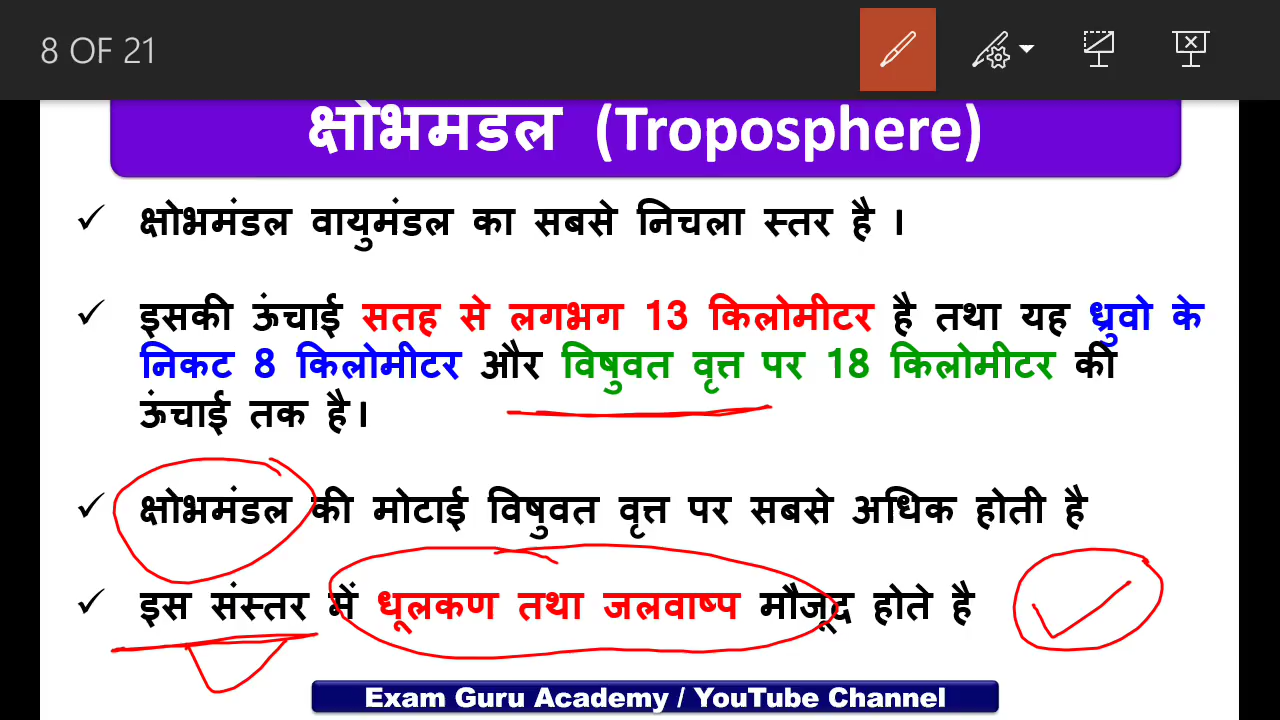 8 OF 21
क्षोभमडल (Troposphere)
✓ क्षोभमंडल वायुमंडल का सबसे निचला स्तर है ।
✓ इसकी ऊंचाई सतह से लगभग 13 किलोमीटर है तथा यह ध्रुवो के
निकट 8 किलोमीटर और विषुवत वृत्त पर 18 किलोमीटर की
ऊंचाई तक है।
✓ क्षोभमंडल की मोटाई विषुवत वृत्त पर सबसे अधिक होती है
✓ इस संस्तर में धूलकण तथा जलवाष्प मौजूद होते है
Exam Guru Academy / YouTube Channel